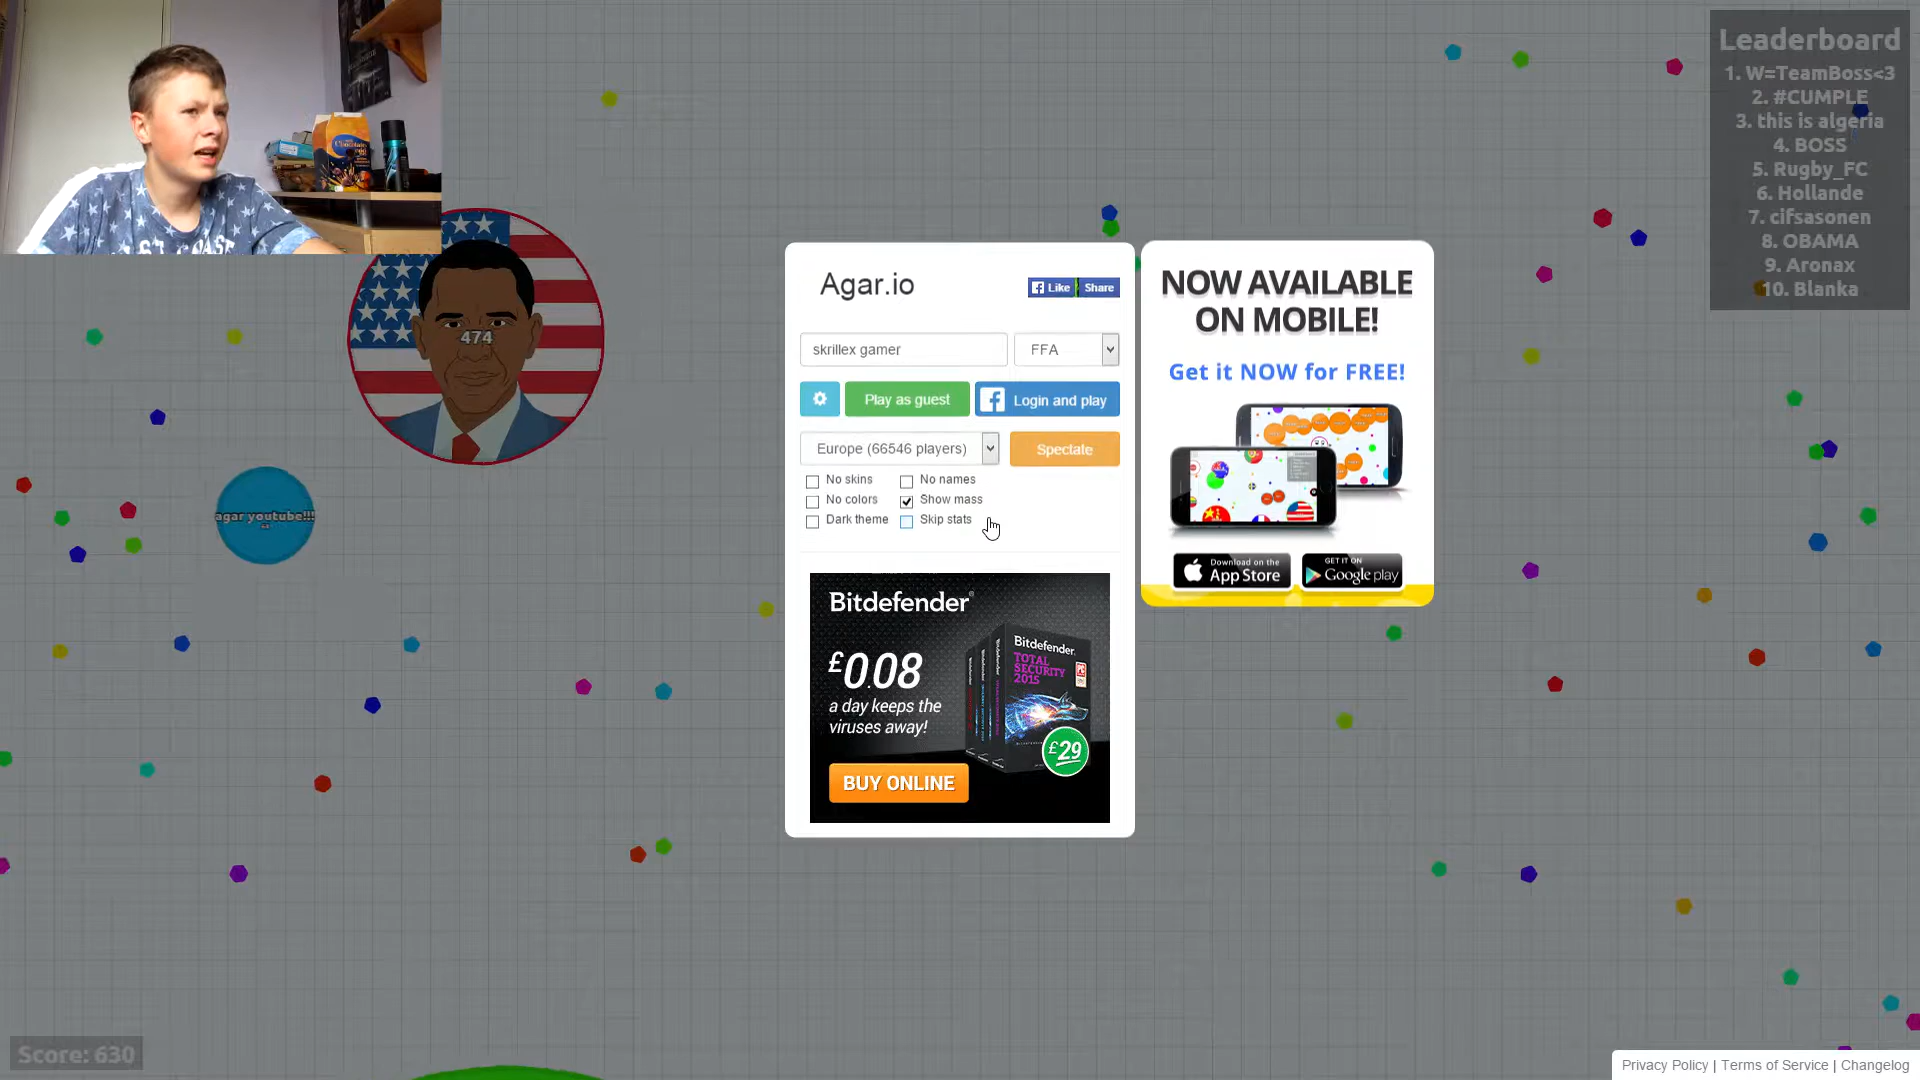 Leaderboard
1. W=TeamBoss<3
2. #CUMPLE
3. this is algeria
4. BOSS
5. Rugby_FC
6. Hollande
7. cifsasonen
8. OBAMA
9. Aronax
10. Blanka
474
agar youtube!!!
Agar.io
Like Share
skrillex gamer
FFA
Play as guest
Login and play
Europe (66546 players)
Spectate
No skins
No names
No colors
Show mass
Dark theme
Skip stats
Bitdefender®
£0.08
a day keeps the
viruses away!
BUY ONLINE
Bitdefender
TOTAL
SECURITY
2015
£29
NOW AVAILABLE
ON MOBILE!
Get it NOW for FREE!
Download on the
App Store
GET IT ON
Google play
Score: 630
Privacy Policy | Terms of Service | Changelog